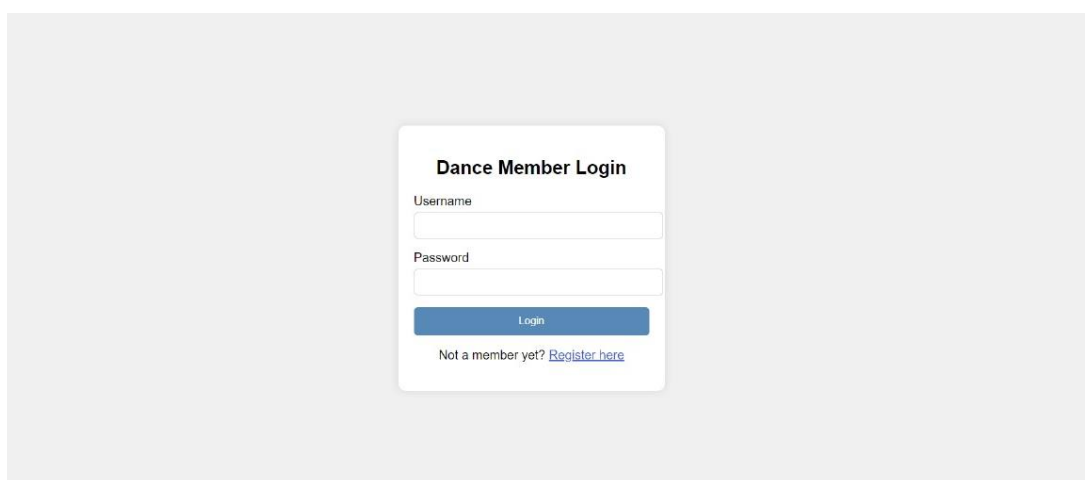 Dance Member Login
Username
Password
Login
Not a member yet? Register here